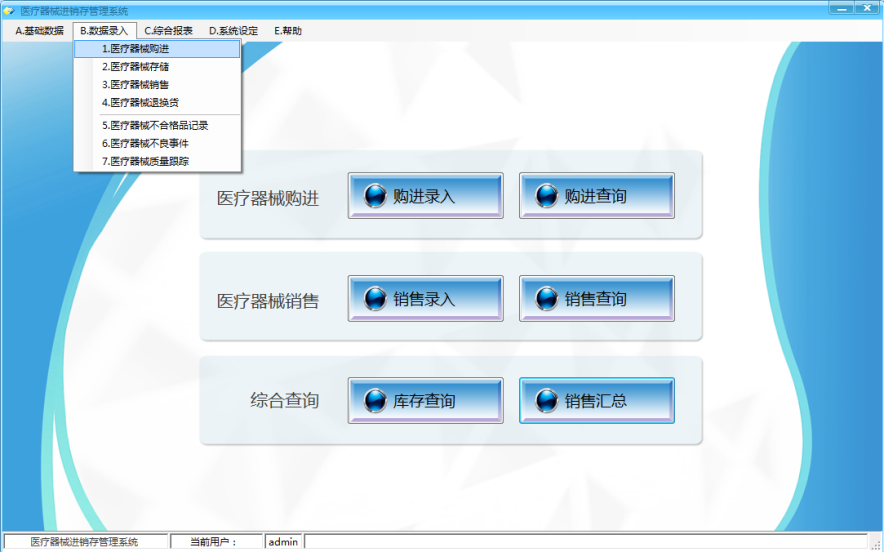 医疗器械进销存管理系统
A.基础数据 B.数据录入 C.综合报表 D.系统设定 E.帮助
1.医疗器械购进
2.医疗器械存储
3.医疗器械销售
4.医疗器械退换货
5.医疗器械不合格品记录
6.医疗器械不良事件
7.医疗器械质量跟踪
医疗器械购进 购进录入 购进查询
医疗器械销售 销售录入 销售查询
综合查询 库存查询 销售汇总
医疗器械进销存管理系统 当前用户： admin